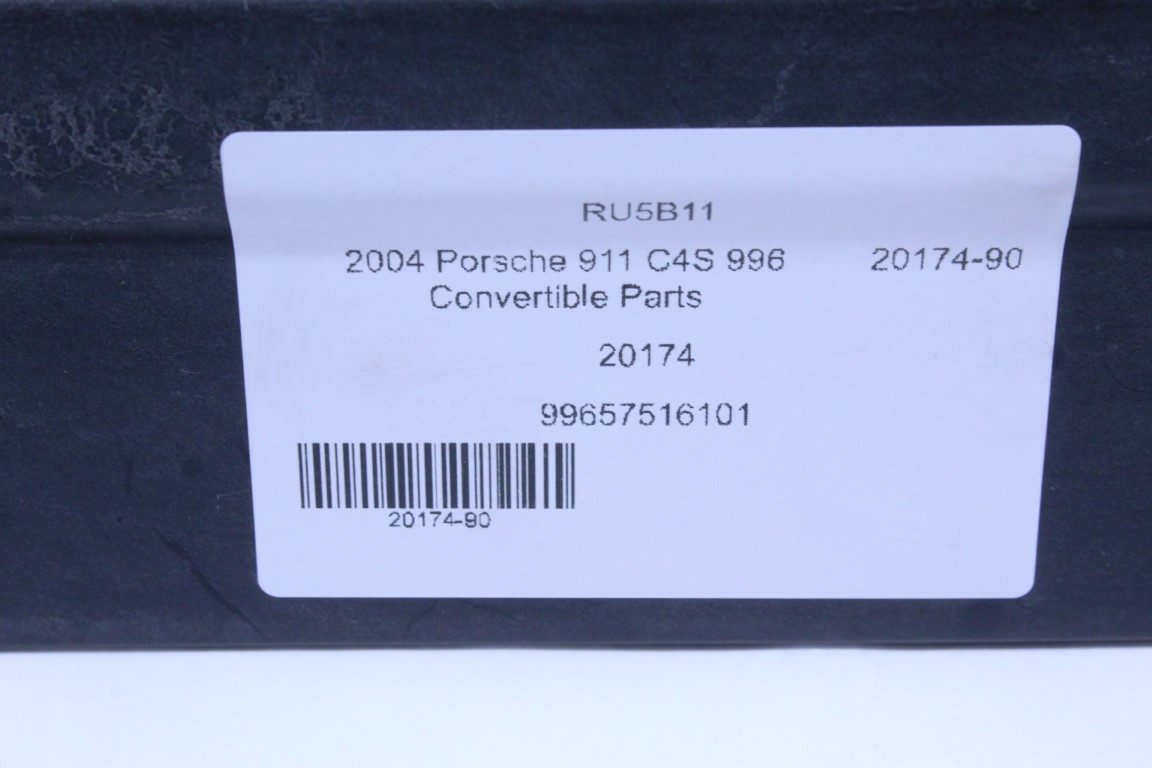 RU5B11
2004 Porsche 911 C4S 996 20174-90
Convertible Parts
20174
99657516101
20174-90